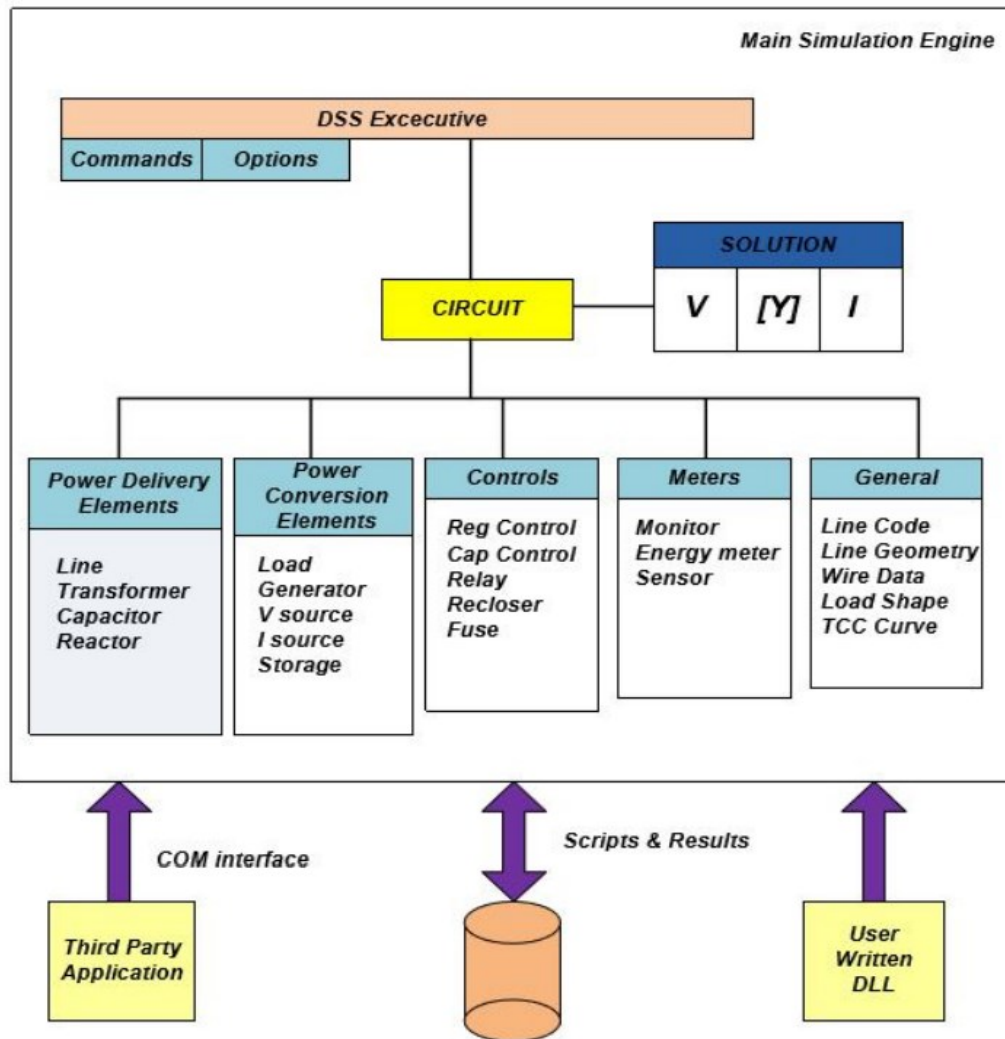 Main Simulation Engine
DSS Excecutive
Commands
Options
SOLUTION
V
[Y]
I
CIRCUIT
Power Delivery
Elements
Line
Transformer
Capacitor
Reactor
Power
Conversion
Elements
Load
Generator
V source
I source
Storage
Controls
Reg Control
Cap Control
Relay
Recloser
Fuse
Meters
Monitor
Energy meter
Sensor
General
Line Code
Line Geometry
Wire Data
Load Shape
TCC Curve
COM interface
Scripts & Results
Third Party
Application
User
Written
DLL